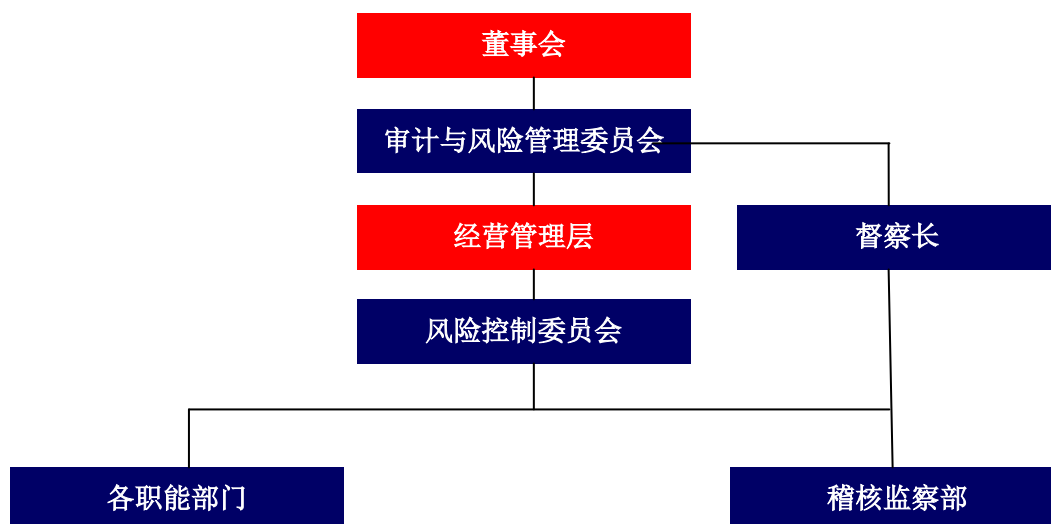 董事会
审计与风险管理委员会
经营管理层
督察长
风险控制委员会
各职能部门
稽核监察部